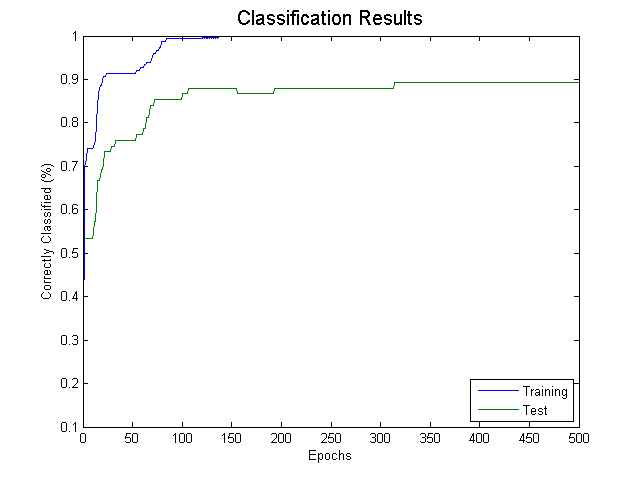 Classification Results
1
0.9
0.8
0.7
0.6
0.5
0.4
0.3
0.2
0.1
Correctly Classified (%)
0 50 100 150 200 250 300 350 400 450 500
Epochs
Training
Test